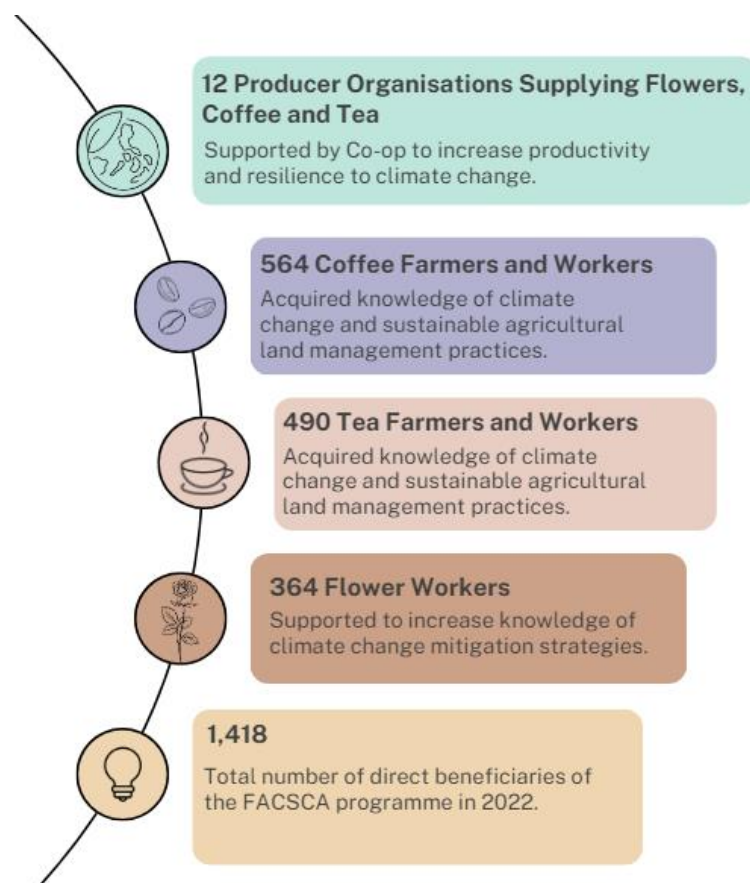 12 Producer Organisations Supplying Flowers,
Coffee and Tea
Supported by Co-op to increase productivity
and resilience to climate change.
564 Coffee Farmers and Workers
Acquired knowledge of climate
change and sustainable agricultural
land management practices.
490 Tea Farmers and Workers
Acquired knowledge of climate
change and sustainable agricultural
land management practices.
364 Flower Workers
Supported to increase knowledge of
climate change mitigation strategies.
1,418
Total number of direct beneficiaries of
the FACSCA programme in 2022.